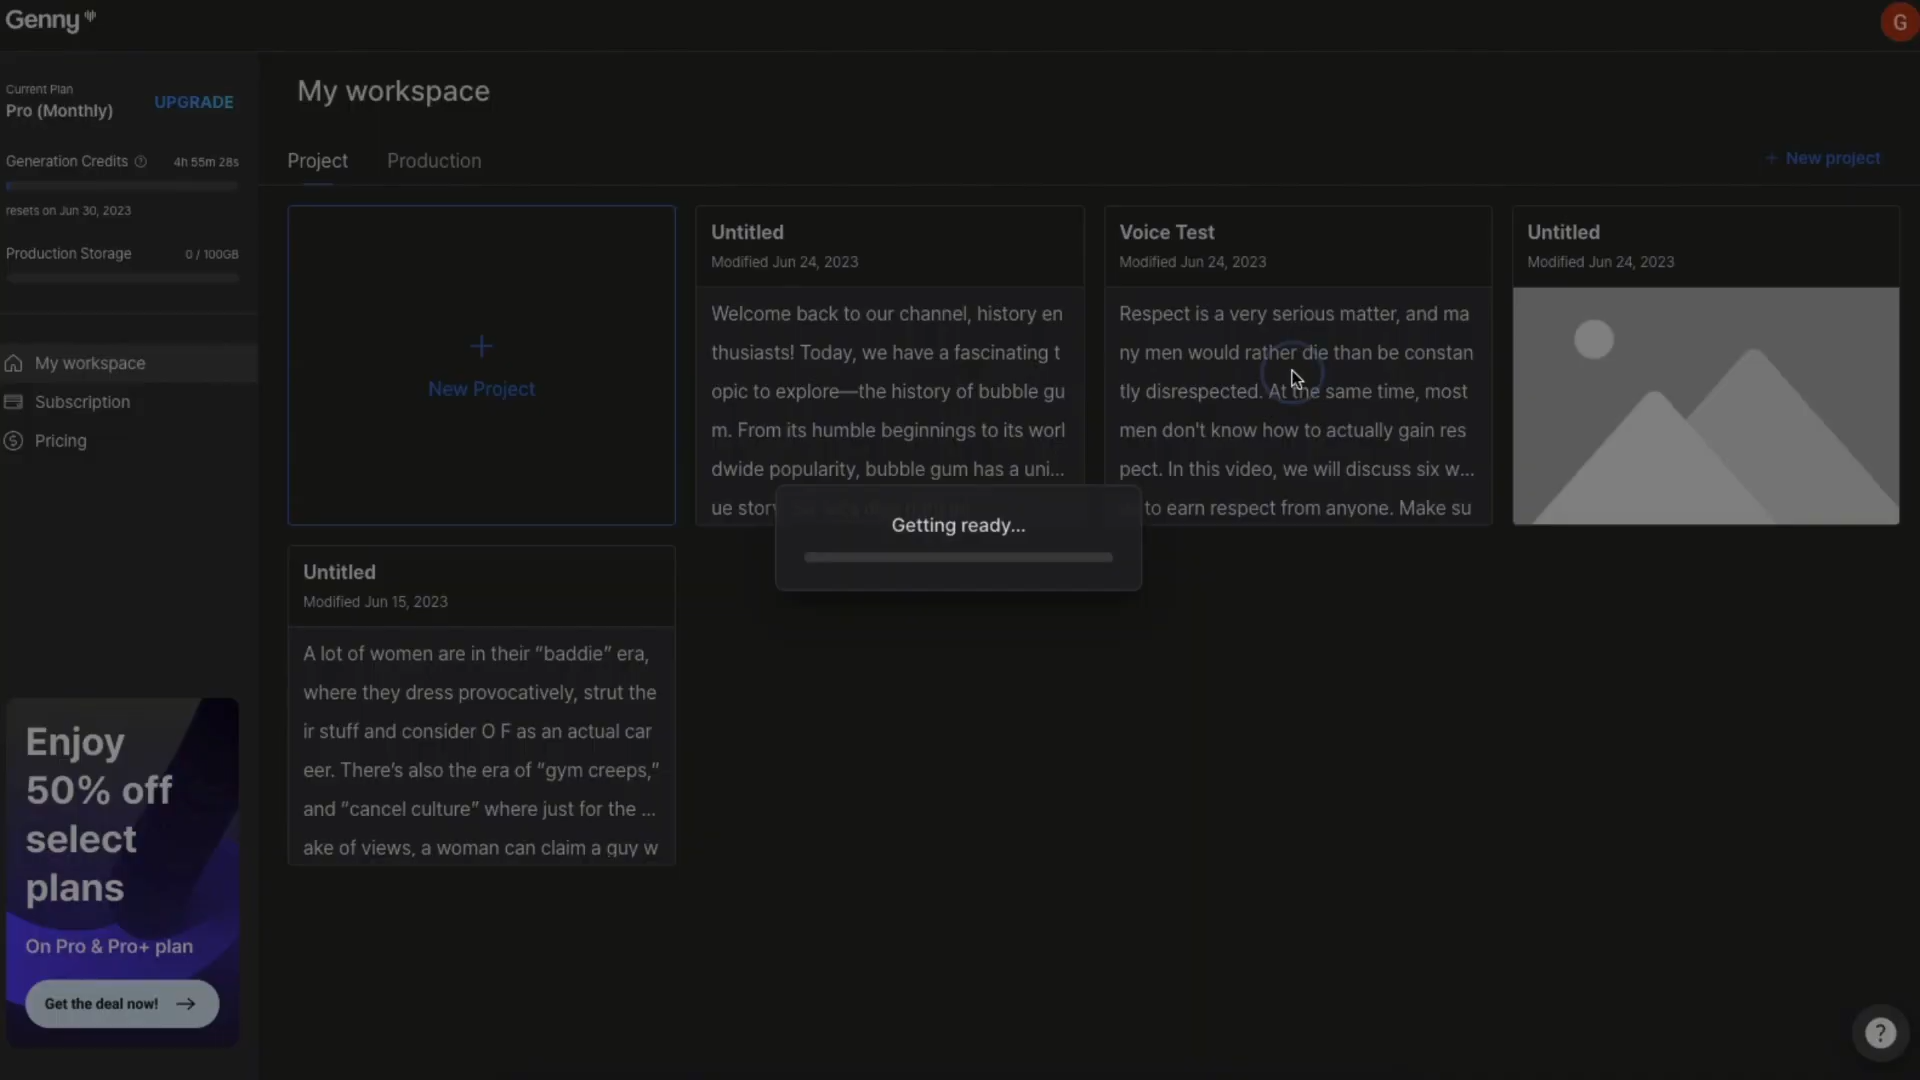 Genny
G
Current Plan
Pro (Monthly)
UPGRADE
Generation Credits
4h 55m 28s
resets on Jun 30, 2023
Production Storage
0 / 100GB
My workspace
Subscription
Pricing
Enjoy
50% off
select
plans
On Pro & Pro+ plan
Get the deal now!
My workspace
Project
Production
+ New project
+
New Project
Untitled
Modified Jun 24, 2023
Welcome back to our channel, history en
thusiasts! Today, we have a fascinating t
opic to explore—the history of bubble gu
m. From its humble beginnings to its worl
dwide popularity, bubble gum has a uni...
ue stor
Voice Test
Modified Jun 24, 2023
Respect is a very serious matter, and ma
ny men would rather die than be constan
tly disrespected. At the same time, most
men don't know how to actually gain res
pect. In this video, we will discuss six w...
to earn respect from anyone. Make su
Untitled
Modified Jun 24, 2023
Getting ready...
Untitled
Modified Jun 15, 2023
A lot of women are in their “baddie” era,
where they dress provocatively, strut the
ir stuff and consider O F as an actual car
eer. There’s also the era of “gym creeps,”
and “cancel culture” where just for the ...
ake of views, a woman can claim a guy w
?